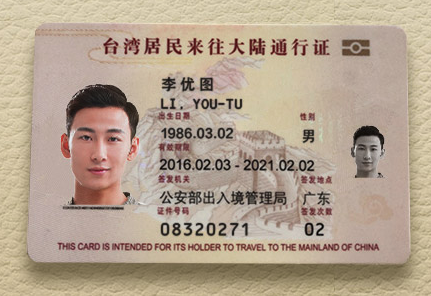 台湾居民来往大陆通行证
李优图
LI, YOU-TU
出生日期 性别
1986.03.02 男
有效期限
2016.02.03 - 2021.02.02
签发机关 签发地点
公安部出入境管理局 广东
证件号码 签发次数
08320271 02
THIS CARD IS INTENDED FOR ITS HOLDER TO TRAVEL TO THE MAINLAND OF CHINA